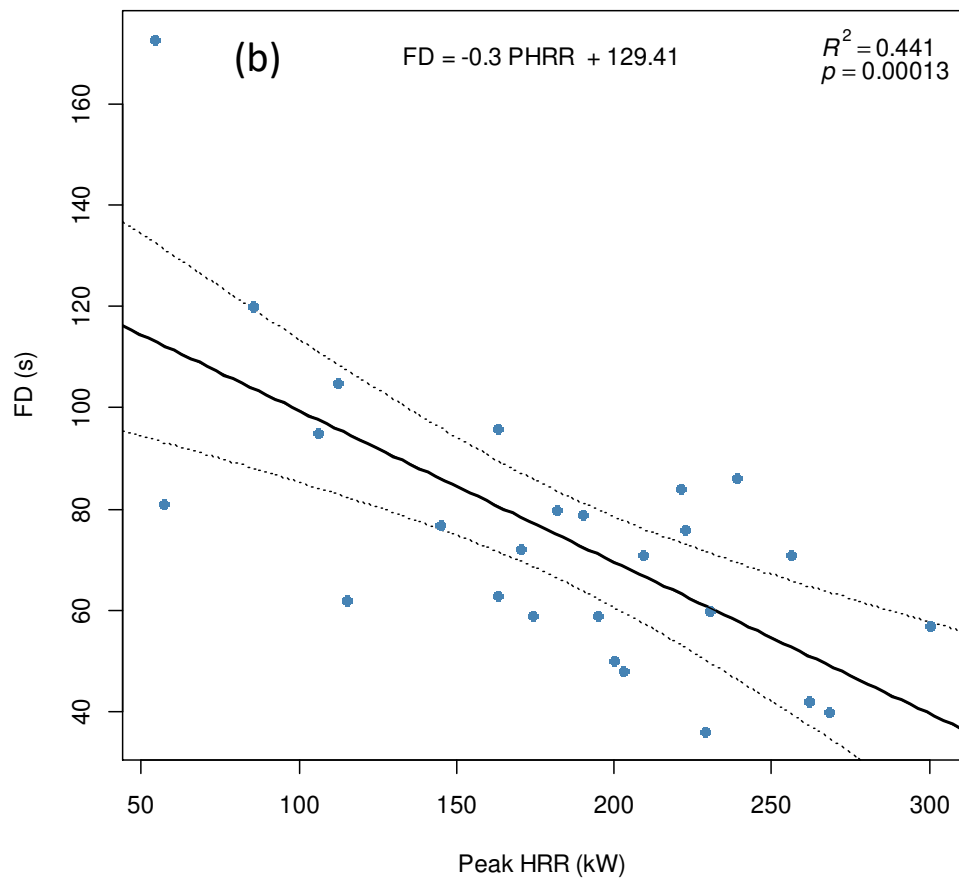 (b)
FD = -0.3 PHRR + 129.41
R² = 0.441
p = 0.00013
160
140
120
100
80
60
40
FD (s)
50 100 150 200 250 300
Peak HRR (kW)